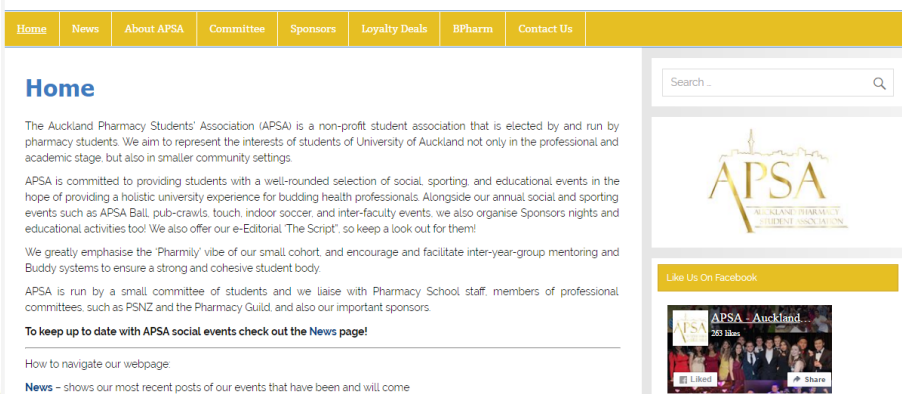 Home News About APSA Committee Sponsors Loyalty Deals BPharm Contact Us
Home
The Auckland Pharmacy Students' Association (APSA) is a non-profit student association that is elected by and run by
pharmacy students. We aim to represent the interests of students of University of Auckland not only in the professional and
academic stage, but also in smaller community settings.
APSA is committed to providing students with a well-rounded selection of social, sporting, and educational events in the
hope of providing a holistic university experience for budding health professionals. Alongside our annual social and sporting
events such as APSA Ball, pub-crawls, touch, indoor soccer, and inter-faculty events, we also organise Sponsors nights and
educational activities too! We also offer our e-Editorial 'The Script", so keep a look out for them!
We greatly emphasise the 'Pharmily' vibe of our small cohort, and encourage and facilitate inter-year-group mentoring and
Buddy systems to ensure a strong and cohesive student body.
APSA is run by a small committee of students and we liaise with Pharmacy School staff, members of professional
committees, such as PSNZ and the Pharmacy Guild, and also our important sponsors.
To keep up to date with APSA social events check out the News page!
How to navigate our webpage:
News – shows our most recent posts of our events that have been and will come
Search …
APSA
AUCKLAND PHARMACY
STUDENT ASSOCIATION
Like Us On Facebook
APSA
APSA - Auckland...
263 likes
Liked
Share